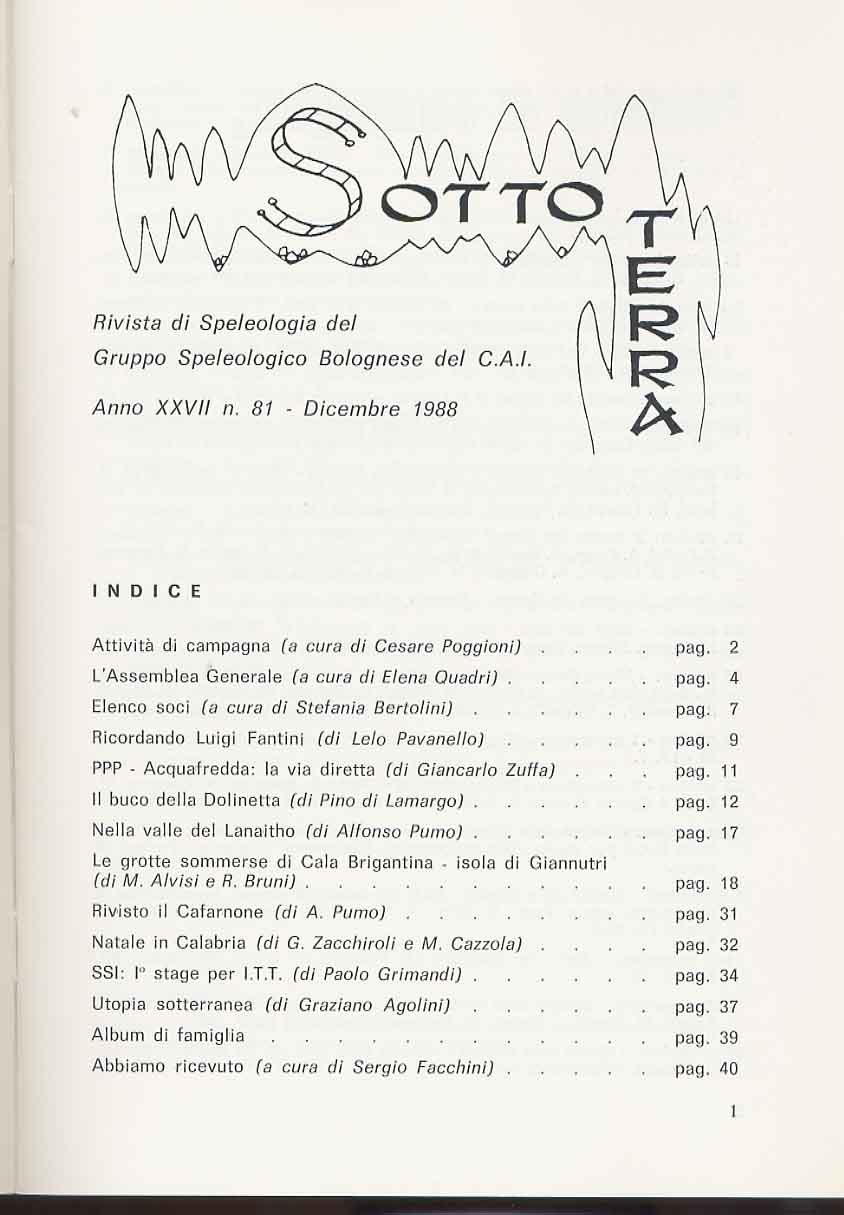 SOTTO
TERRA
Rivista di Speleologia del
Gruppo Speleologico Bolognese del C.A.I.
Anno XXVII n. 81 - Dicembre 1988
INDICE
Attività di campagna (a cura di Cesare Poggioni) . . . . pag. 2
L'Assemblea Generale (a cura di Elena Quadri) . . . . . pag. 4
Elenco soci (a cura di Stefania Bertolini) . . . . . . pag. 7
Ricordando Luigi Fantini (di Lelo Pavanello) . . . . . pag. 9
PPP - Acquafredda: la via diretta (di Giancarlo Zuffa) . . . pag. 11
Il buco della Dolinetta (di Pino di Lamargo) . . . . . . pag. 12
Nella valle del Lanaitho (di Alfonso Pumo) . . . . . . pag. 17
Le grotte sommerse di Cala Brigantina - isola di Giannutri
(di M. Alvisi e R. Bruni) . . . . . . . . . . . pag. 18
Rivisto il Cafarnone (di A. Pumo) . . . . . . . . pag. 31
Natale in Calabria (di G. Zacchiroli e M. Cazzola) . . . . pag. 32
SSI: I° stage per I.T.T. (di Paolo Grimandi) . . . . . . pag. 34
Utopia sotterranea (di Graziano Agolini) . . . . . . pag. 37
Album di famiglia . . . . . . . . . . . . pag. 39
Abbiamo ricevuto (a cura di Sergio Facchini) . . . . . pag. 40
1